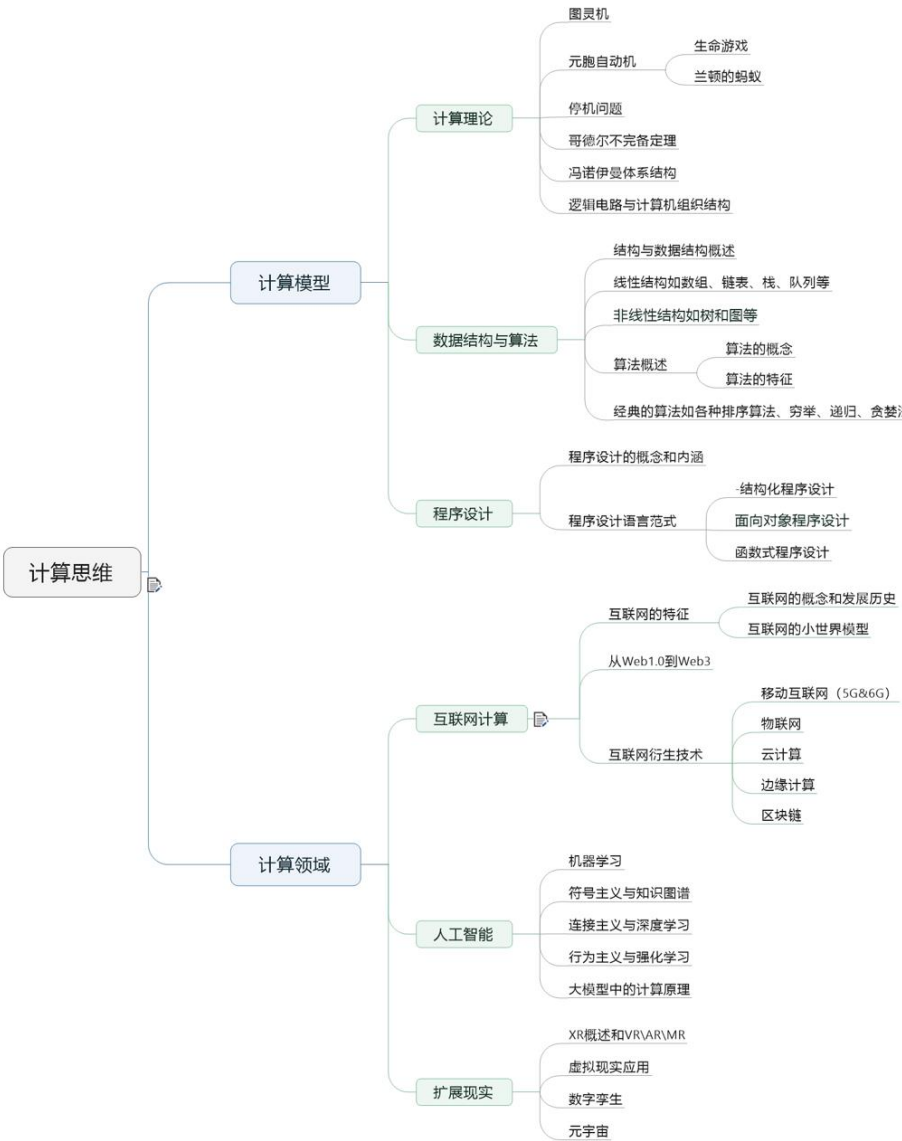 计算思维
计算模型
计算理论
图灵机
元胞自动机
生命游戏
兰顿的蚂蚁
停机问题
哥德尔不完备定理
冯诺伊曼体系结构
逻辑电路与计算机组织结构
数据结构与算法
结构与数据结构概述
线性结构如数组、链表、栈、队列等
非线性结构如树和图等
算法概述
算法的概念
算法的特征
经典的算法如各种排序算法、穷举、递归、贪婪
程序设计
程序设计的概念和内涵
程序设计语言范式
-结构化程序设计
面向对象程序设计
函数式程序设计
计算领域
互联网计算
互联网的特征
互联网的概念和发展历史
互联网的小世界模型
从Web1.0到Web3
互联网衍生技术
移动互联网（5G&6G）
物联网
云计算
边缘计算
区块链
人工智能
机器学习
符号主义与知识图谱
连接主义与深度学习
行为主义与强化学习
大模型中的计算原理
扩展现实
XR概述和VR\AR\MR
虚拟现实应用
数字孪生
元宇宙